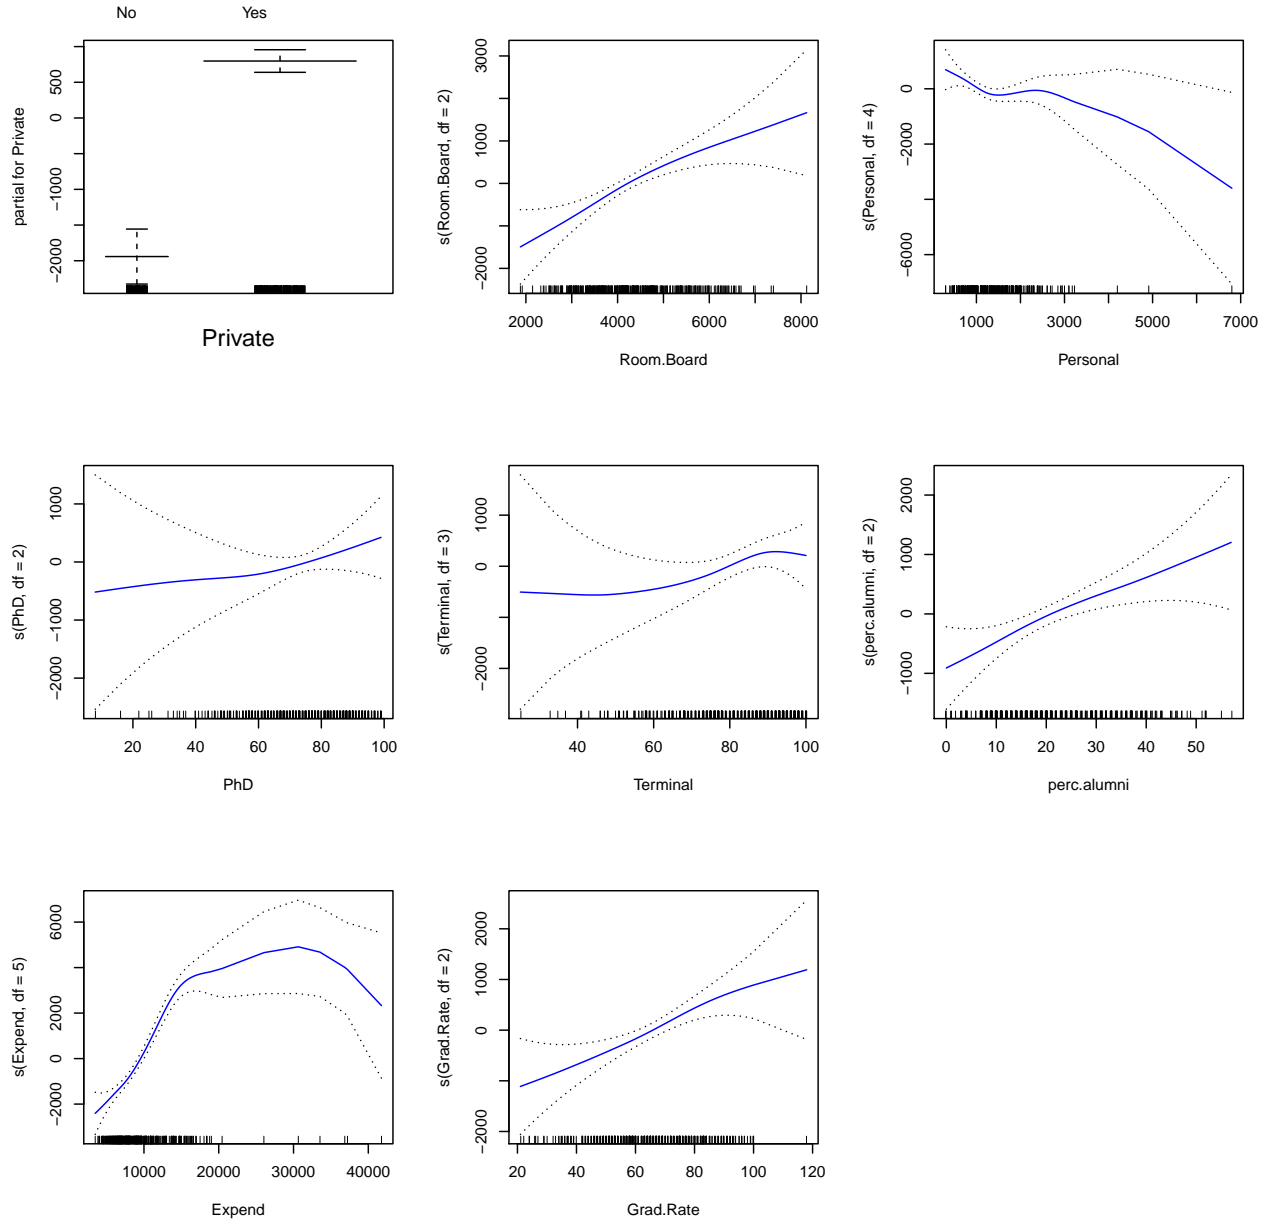 No Yes
partial for Private
500
0
−1000
−2000
Private
s(Room.Board, df = 2)
3000
1000
0
−2000
2000 4000 6000 8000
Room.Board
s(Personal, df = 4)
0
−2000
−6000
1000 3000 5000 7000
Personal
s(PhD, df = 2)
1000
0
−1000
−2000
20 40 60 80 100
PhD
s(Terminal, df = 3)
1000
0
−2000
40 60 80 100
Terminal
s(perc.alumni, df = 2)
2000
1000
0
−1000
0 10 20 30 40 50
perc.alumni
s(Expend, df = 5)
6000
2000
0
−2000
10000 20000 30000 40000
Expend
s(Grad.Rate, df = 2)
2000
1000
0
−2000
20 40 60 80 100 120
Grad.Rate